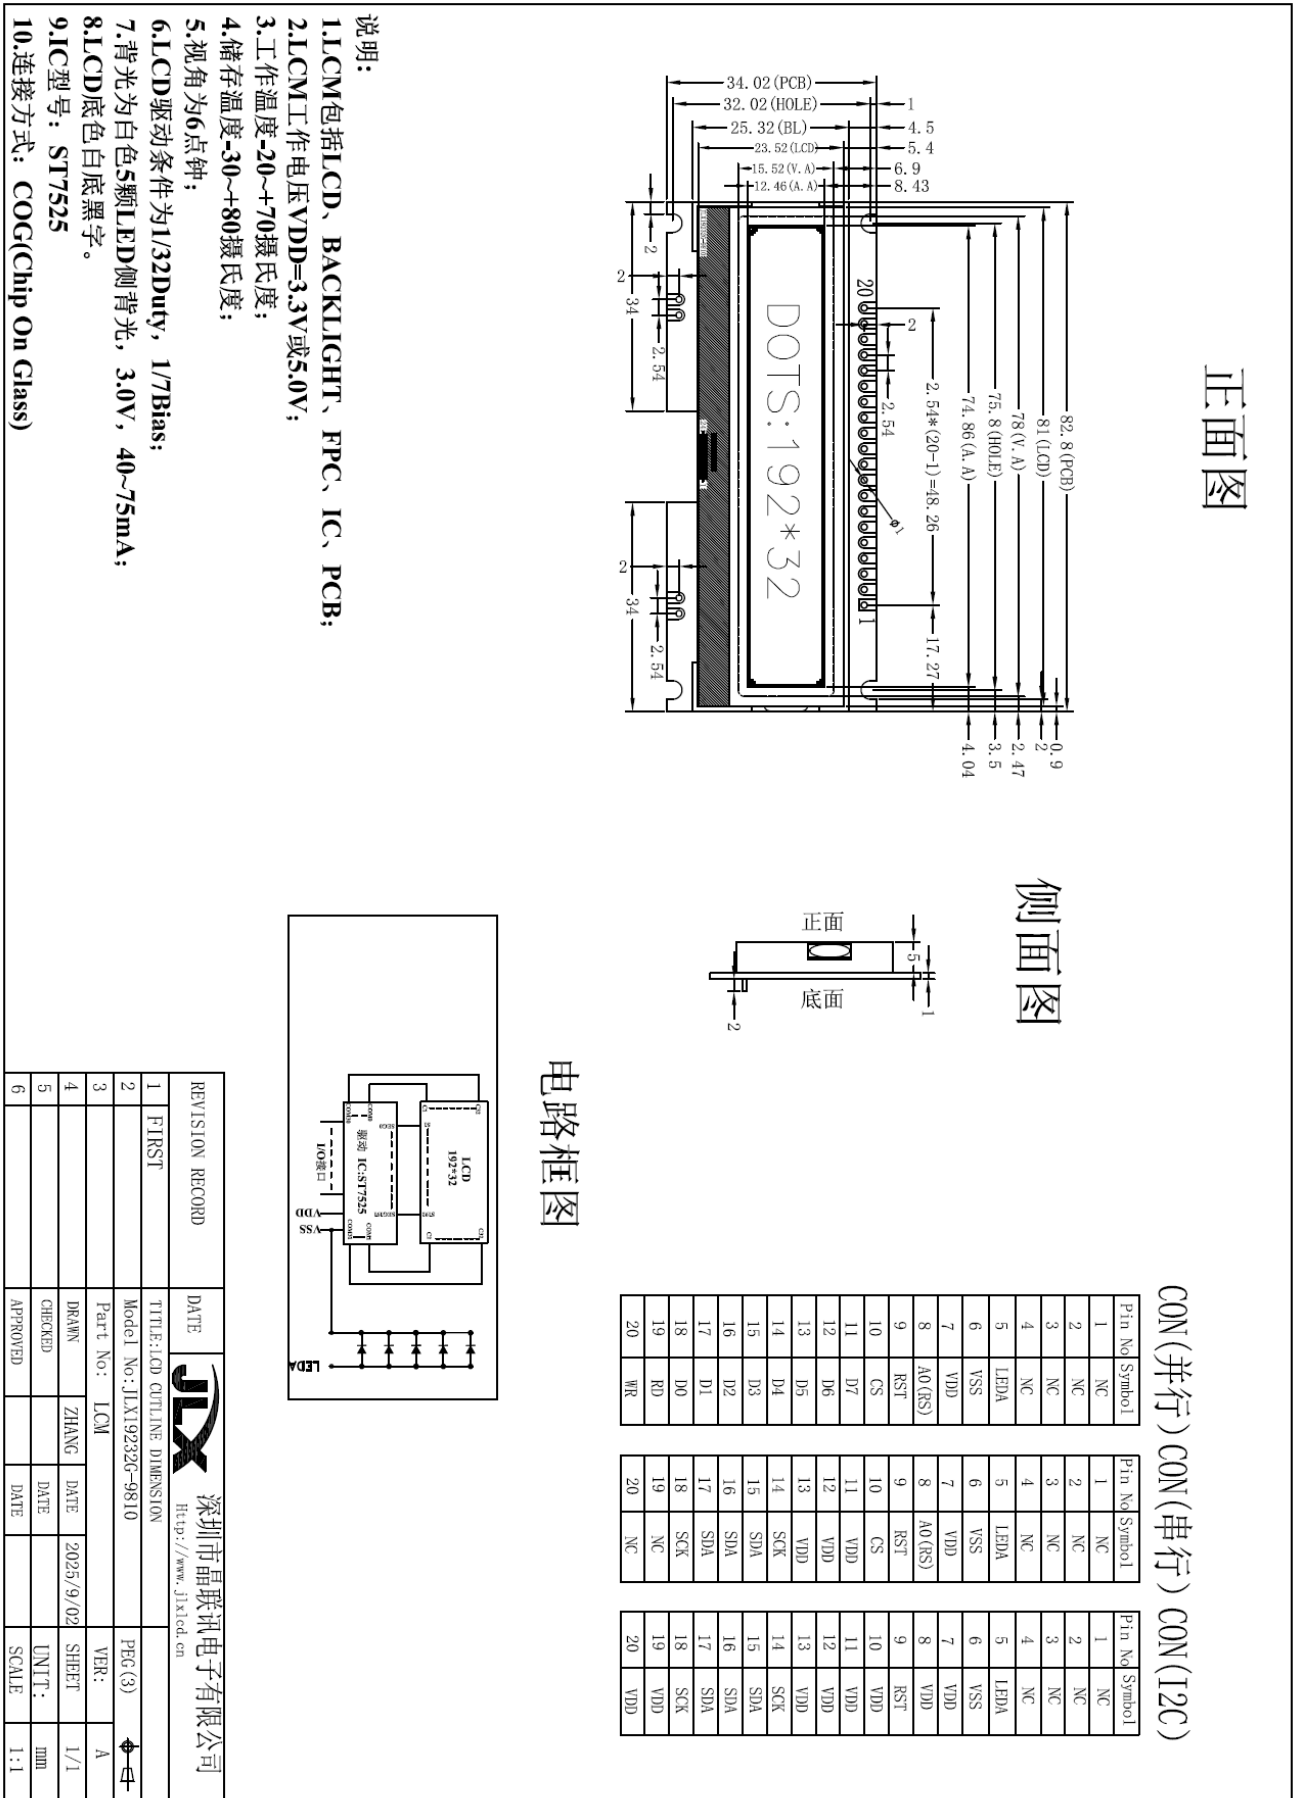 正面图
82.8(PCB)
81(LCD)
78(V.A)
75.8(HOLE)
74.86(A.A)
2.54*(20-1)=48.26
17.27
2.54
2
0.9
2
2.47
3.5
4.04
34.02(PCB)
32.02(HOLE)
25.32(BL)
23.52(LCD)
15.52(V.A)
12.46(A.A)
1
4.5
5.4
6.9
8.43
20
1
Φ1
DOTS:192*32
2
2
2.54
34
2
2.54
34
侧面图
正面
底面
5
1
2
电路框图
LCD
192*32
驱动 IC:ST7525
I/O接口
VDD
VSS
LEDA
CON(并行) CON(串行) CON(I2C)
Pin No Symbol
1 NC
2 NC
3 NC
4 NC
5 LEDA
6 VSS
7 VDD
8 A0(RS)
9 RST
10 CS
11 D7
12 D6
13 D5
14 D4
15 D3
16 D2
17 D1
18 D0
19 RD
20 WR
Pin No Symbol
1 NC
2 NC
3 NC
4 NC
5 LEDA
6 VSS
7 VDD
8 A0(RS)
9 RST
10 CS
11 VDD
12 VDD
13 VDD
14 SCK
15 SDA
16 SDA
17 SDA
18 SCK
19 NC
20 NC
Pin No Symbol
1 NC
2 NC
3 NC
4 NC
5 LEDA
6 VSS
7 VDD
8 VDD
9 RST
10 VDD
11 VDD
12 VDD
13 VDD
14 SCK
15 SDA
16 SDA
17 SDA
18 SCK
19 VDD
20 VDD
说明:
1.LCM包括LCD、BACKLIGHT、FPC、IC、PCB;
2.LCM工作电压VDD=3.3V或5.0V;
3.工作温度-20~+70摄氏度;
4.储存温度-30~+80摄氏度;
5.视角为6点钟;
6.LCD驱动条件为1/32Duty, 1/7Bias;
7.背光为白色5颗LED侧背光, 3.0V, 40~75mA;
8.LCD底色白底黑字。
9.IC型号: ST7525
10.连接方式: COG(Chip On Glass)
REVISION RECORD DATE
1 FIRST
2
3
4
5
6
JLX
深圳市晶联讯电子有限公司
Http://www.jlxlcd.cn
TITLE:LCD CUTLINE DIMENSION
Model No:JLX19232G-9810 PEG(3)
Part No: LCM VER: A
DRAWN ZHANG DATE 2025/9/02 SHEET 1/1
CHECKED DATE UNIT: mm
APPROVED DATE SCALE 1:1